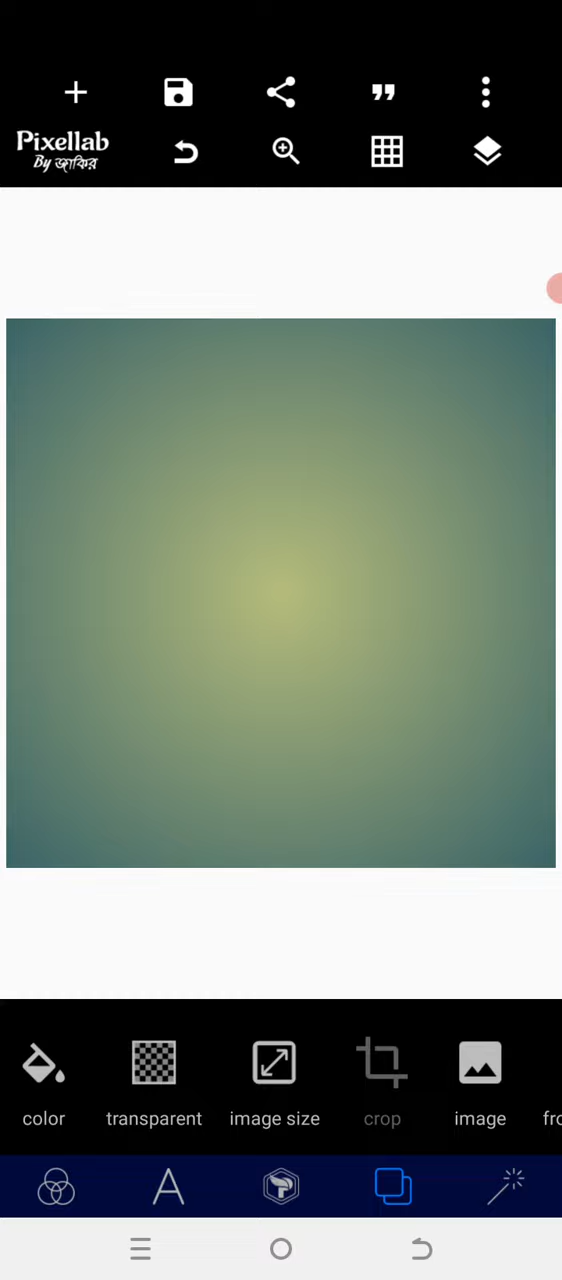 Pixellab
By জাকির
color transparent image size crop image fro